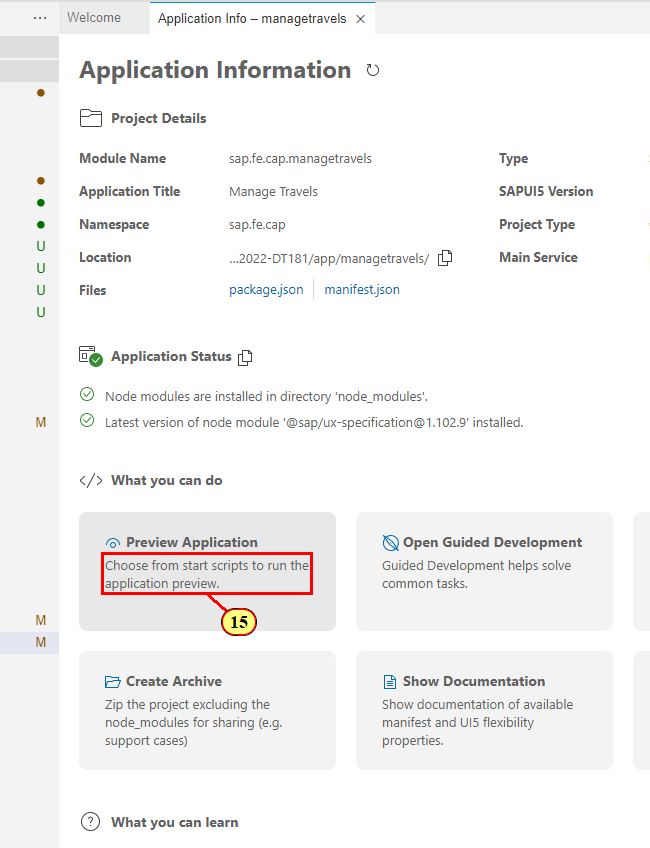 ... Welcome Application Info – managetravels ×
Application Information
Project Details
Module Name sap.fe.cap.managetravels Type
Application Title Manage Travels SAPUI5 Version
Namespace sap.fe.cap Project Type
U
Location ...2022-DT181/app/managetravels/ Main Service
U
Files package.json manifest.json
U
U
Application Status
Node modules are installed in directory 'node_modules'.
M Latest version of node module '@sap/ux-specification@1.102.9' installed.
</> What you can do
Preview Application
Choose from start scripts to run the
application preview.
Open Guided Development
Guided Development helps solve
common tasks.
15
M
M
Create Archive
Zip the project excluding the
node_modules for sharing (e.g.
support cases)
Show Documentation
Show documentation of available
manifest and UI5 flexibility
properties.
? What you can learn